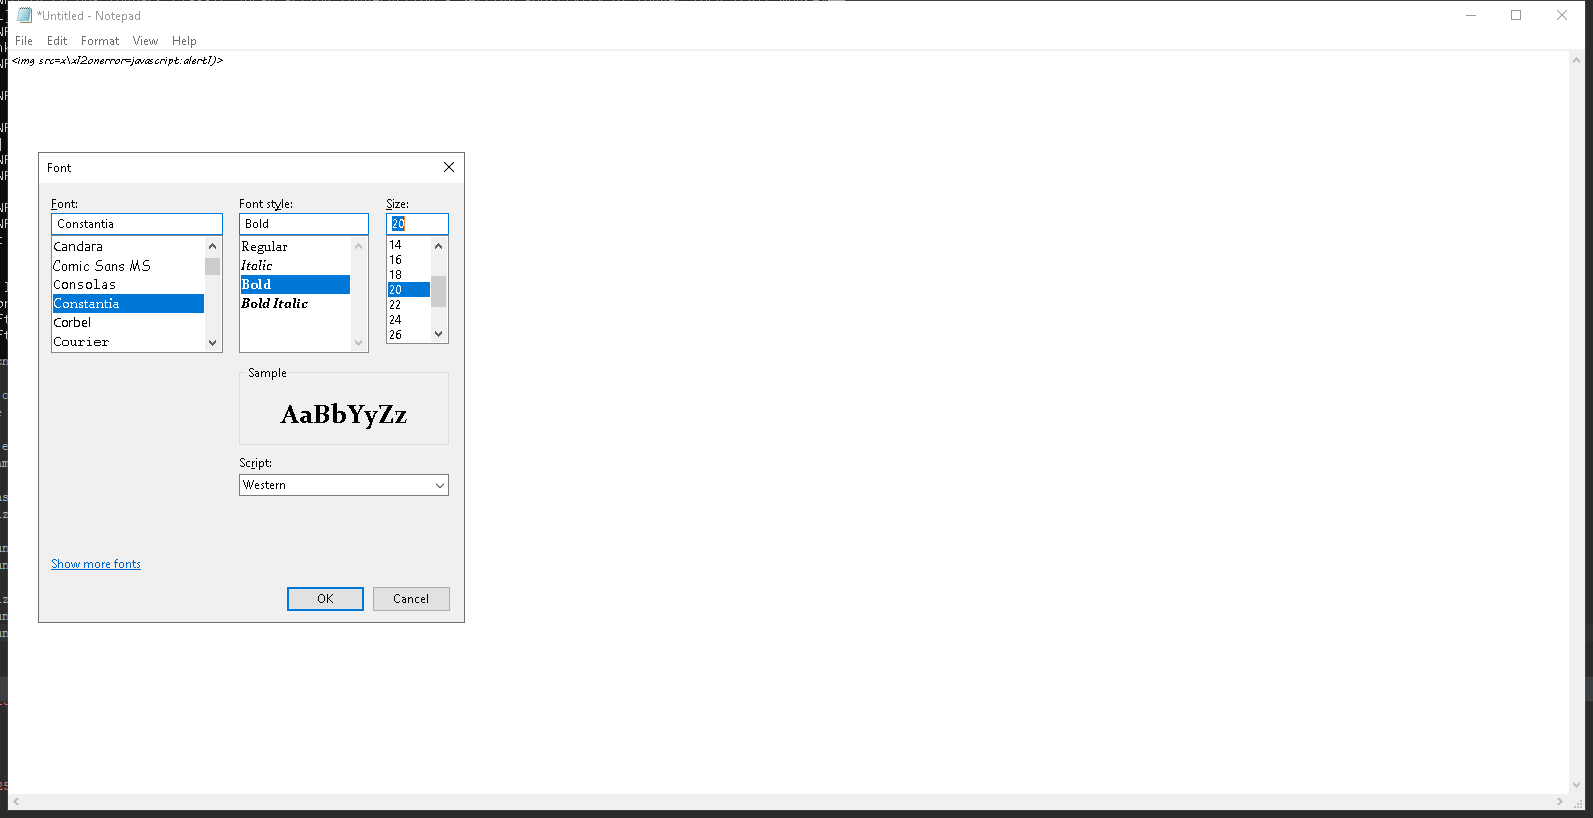 *Untitled - Notepad
File Edit Format View Help
<img src=x\x12onerror=javascript:alert1)>
Font
Font: Font style: Size:
Constantia Bold 20
Candara Regular 14
Comic Sans MS Italic 16
Consolas Bold 18
Constantia Bold Italic 20
Corbel 22
Courier 24
26
Sample
AaBbYyZz
Script:
Western
Show more fonts
OK Cancel